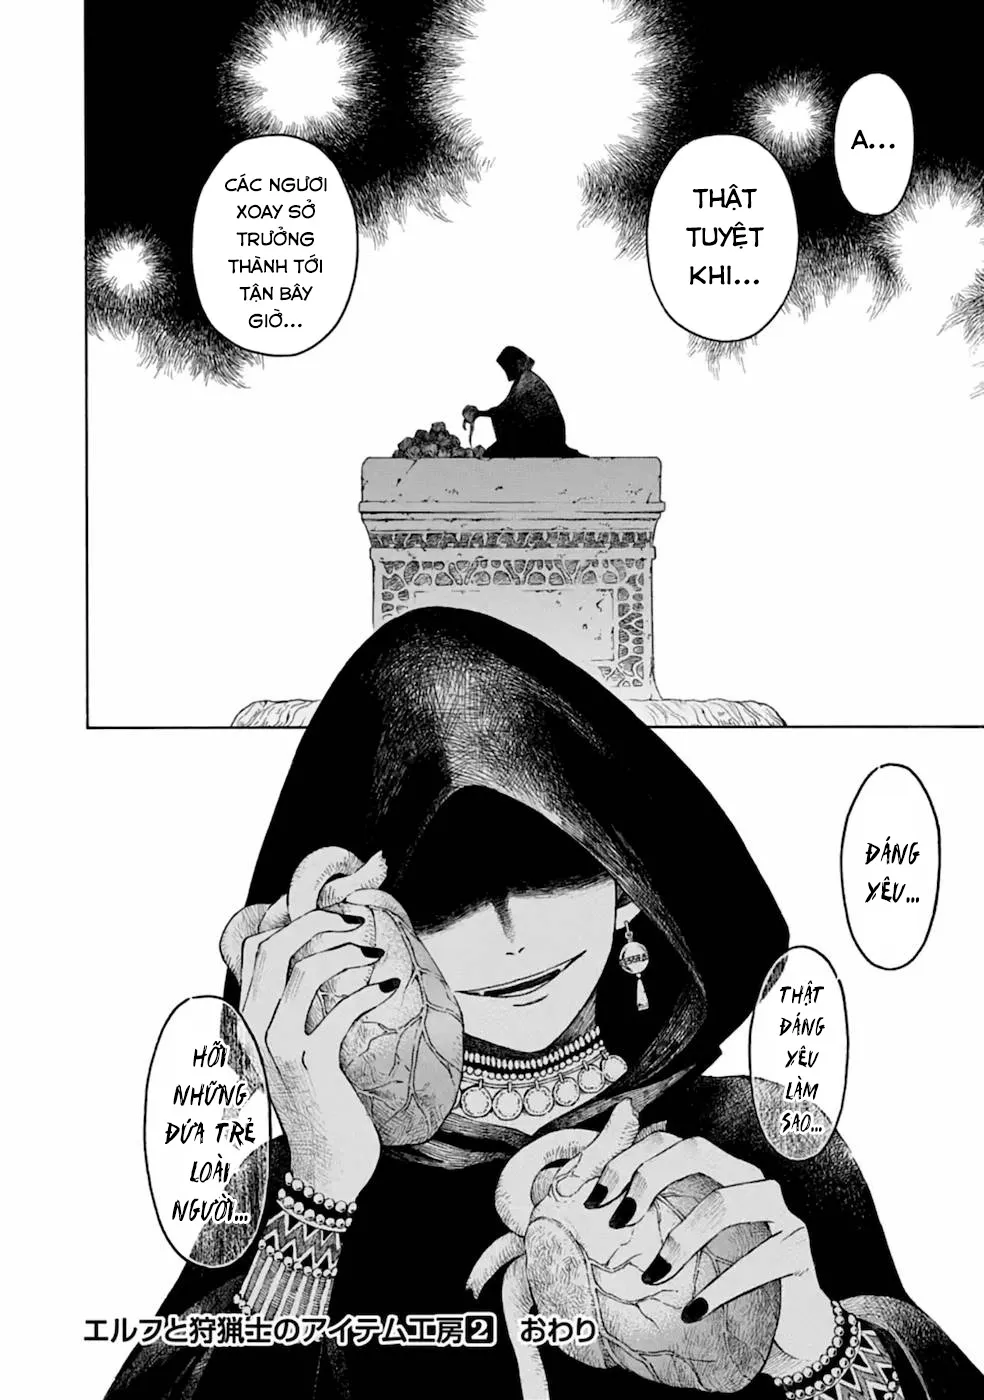 A...
THẬT
TUYỆT
KHI...
CÁC NGƯƠI
XOAY SỞ
TRƯỞNG
THÀNH TỚI
TẬN BÂY
GIỜ...
ĐÁNG
YÊU...
THẬT
ĐÁNG
YÊU
LÀM
SAO...
HỠI
NHỮNG
ĐỨA TRẺ
LOÀI
NGƯỜI...
エルフと狩猟士のアイテム工房2 おわり